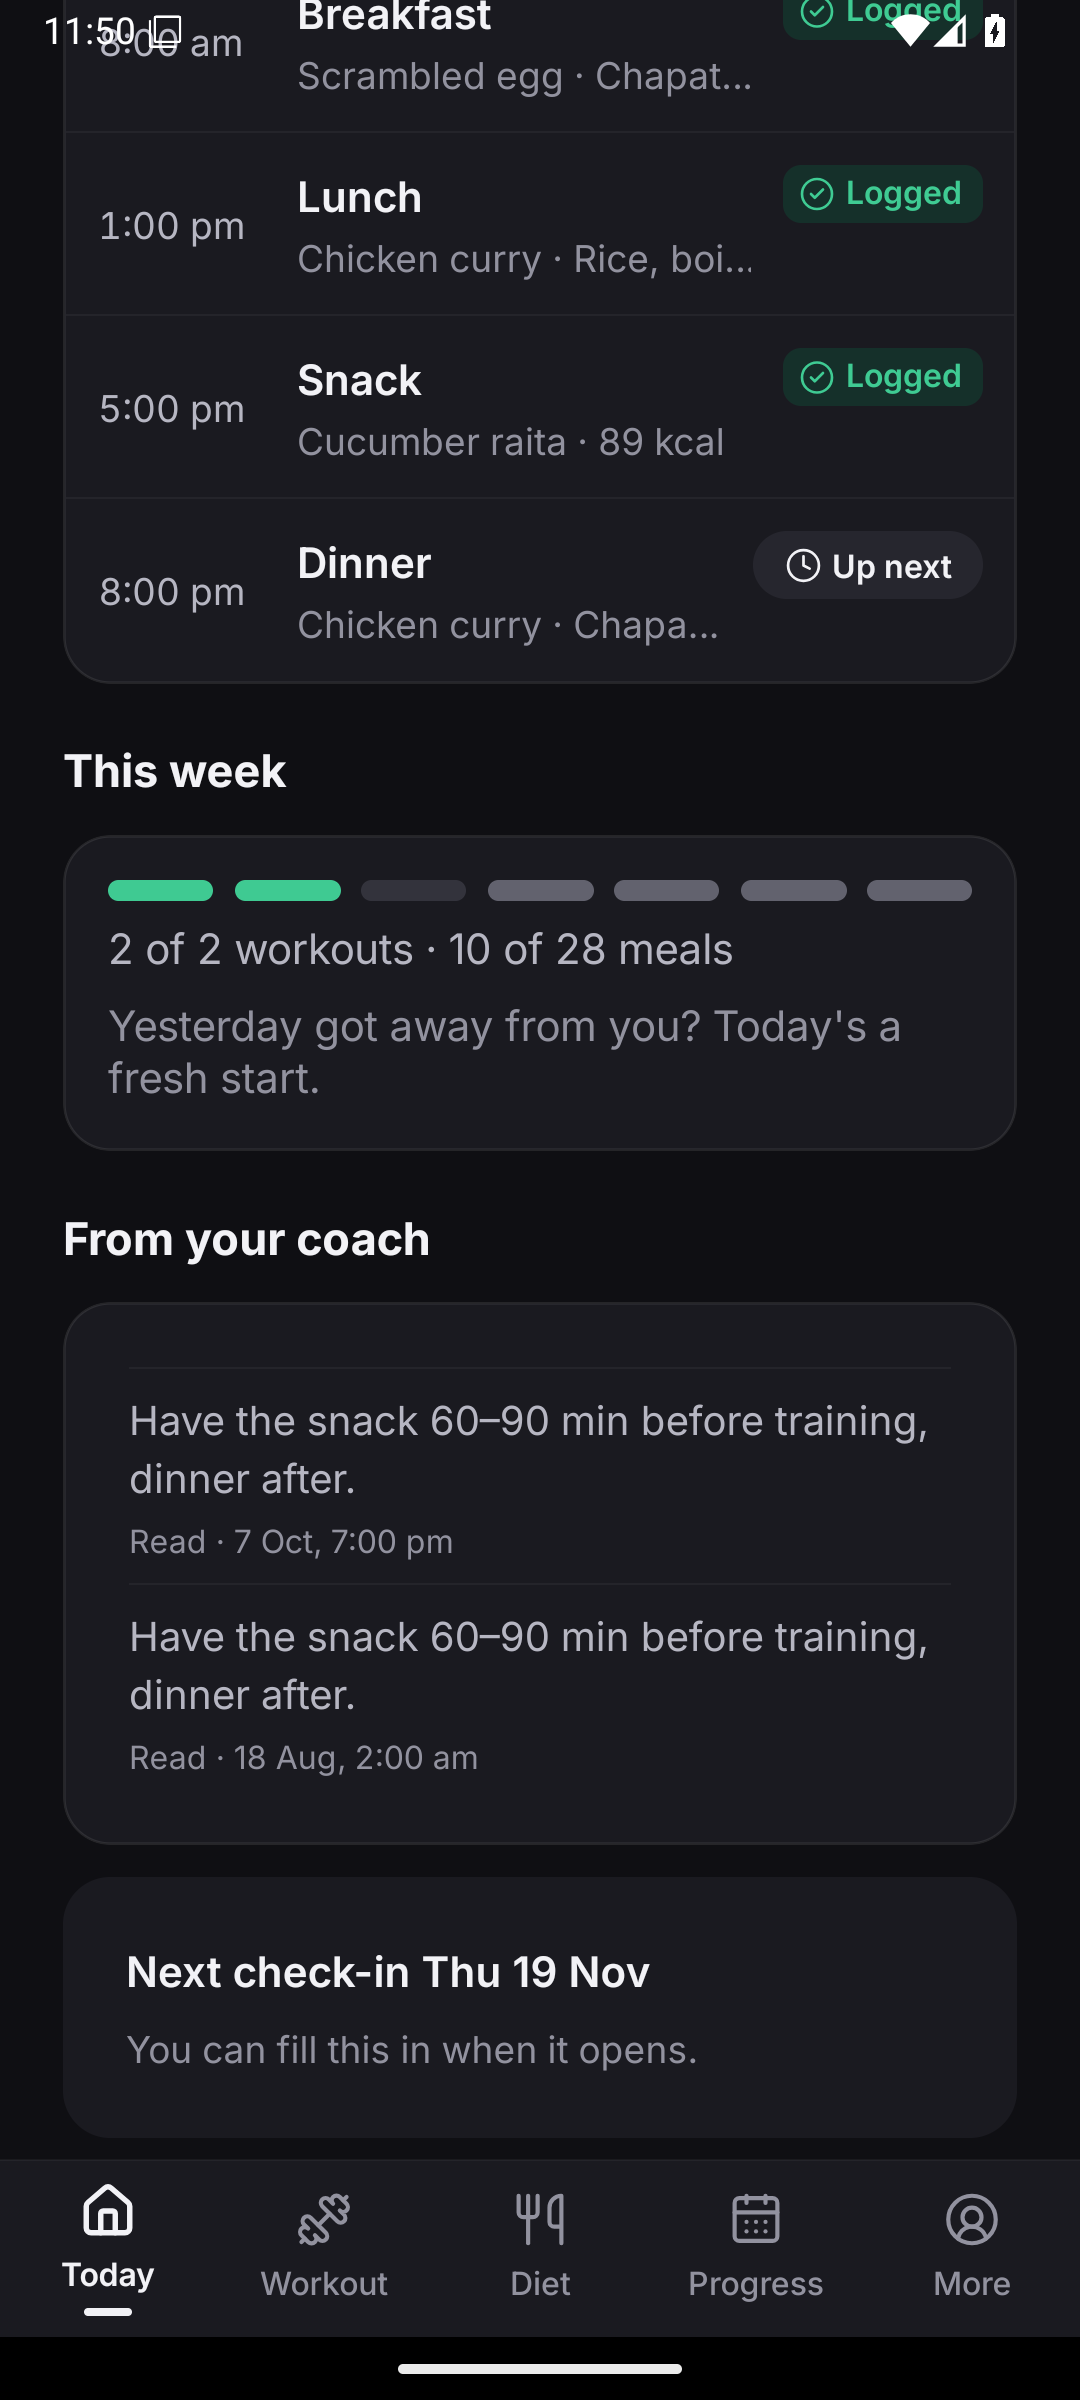 11:50
8:00 am
Breakfast
Logged
Scrambled egg · Chapat...
1:00 pm
Lunch
Logged
Chicken curry · Rice, boi...
5:00 pm
Snack
Logged
Cucumber raita · 89 kcal
8:00 pm
Dinner
Up next
Chicken curry · Chapa...
This week
2 of 2 workouts · 10 of 28 meals
Yesterday got away from you? Today's a
fresh start.
From your coach
Have the snack 60–90 min before training,
dinner after.
Read · 7 Oct, 7:00 pm
Have the snack 60–90 min before training,
dinner after.
Read · 18 Aug, 2:00 am
Next check-in Thu 19 Nov
You can fill this in when it opens.
Today
Workout
Diet
Progress
More